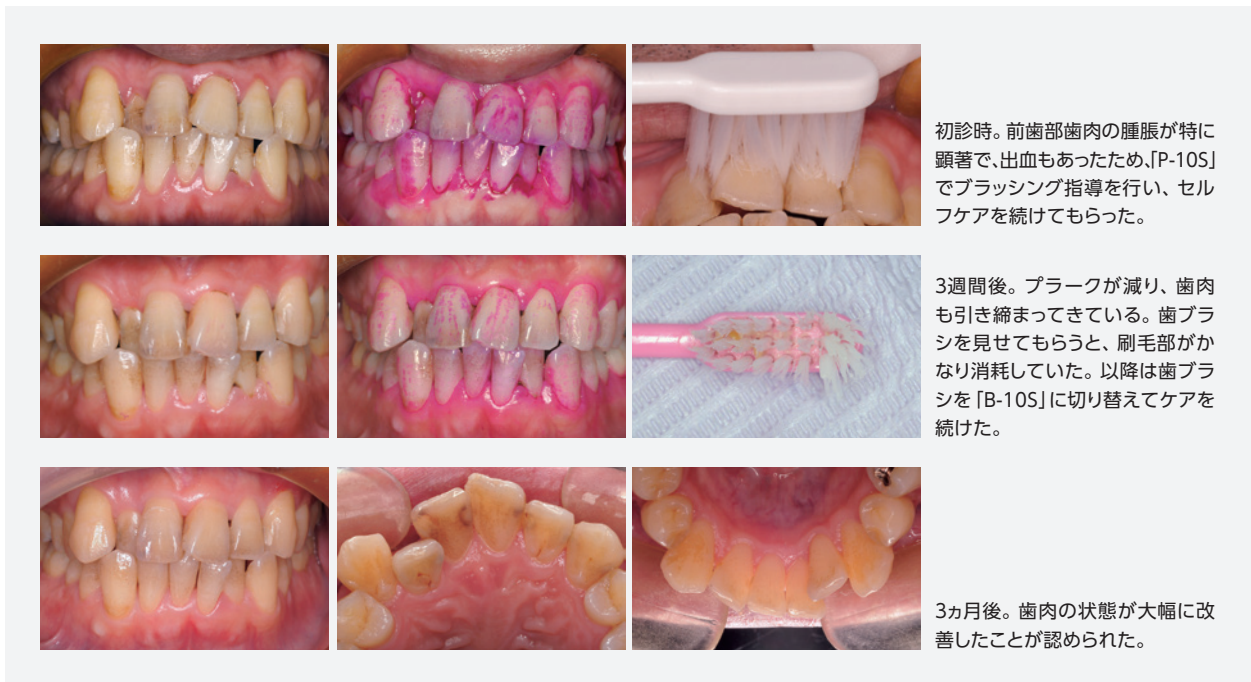 初診時。前歯部歯肉の腫脹が特に
顕著で、出血もあったため、「P-10S」
でブラッシング指導を行い、セル
フケアを続けてもらった。
3週間後。プラークが減り、歯肉
も引き締まってきている。歯ブラ
シを見せてもらうと、刷毛部がか
なり消耗していた。以降は歯ブラ
シを「B-10S」に切り替えてケアを
続けた。
3ヵ月後。歯肉の状態が大幅に改
善したことが認められた。